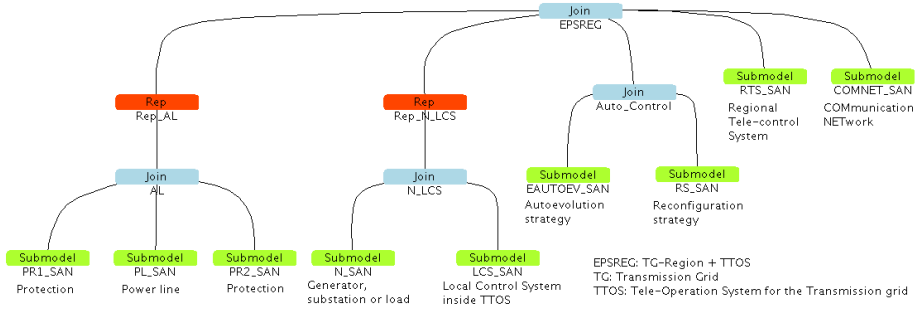 Join
EPSREG
Submodel
RTS_SAN
Regional
Tele-control
System
Submodel
COMNET_SAN
COMmunication
NETwork
Rep
Rep_AL
Rep
Rep_N_LCS
Join
Auto_Control
Join
AL
Join
N_LCS
Submodel
EAUTOEV_SAN
Autoevolution
strategy
Submodel
RS_SAN
Reconfiguration
strategy
Submodel
PR1_SAN
Protection
Submodel
PL_SAN
Power line
Submodel
PR2_SAN
Protection
Submodel
N_SAN
Generator,
substation or load
Submodel
LCS_SAN
Local Control System
inside TTOS
EPSREG: TG-Region + TTOS
TG: Transmission Grid
TTOS: Tele-Operation System for the Transmission grid